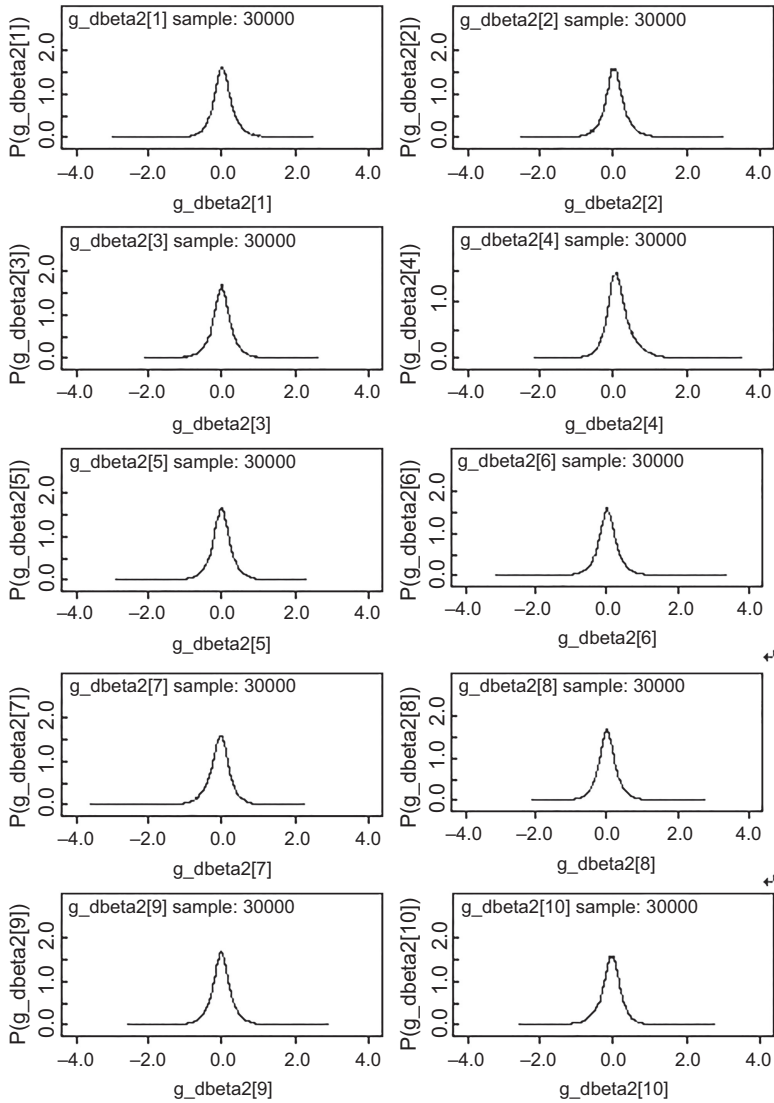 g_dbeta2[1] sample: 30000
P(g_dbeta2[1])
2.0
1.0
0.0
–4.0 –2.0 0.0 2.0 4.0
g_dbeta2[1]
g_dbeta2[2] sample: 30000
P(g_dbeta2[2])
2.0
1.0
0.0
–4.0 –2.0 0.0 2.0 4.0
g_dbeta2[2]
g_dbeta2[3] sample: 30000
P(g_dbeta2[3])
2.0
1.0
0.0
–4.0 –2.0 0.0 2.0 4.0
g_dbeta2[3]
g_dbeta2[4] sample: 30000
P(g_dbeta2[4])
1.0
0.0
–4.0 –2.0 0.0 2.0 4.0
g_dbeta2[4]
g_dbeta2[5] sample: 30000
P(g_dbeta2[5])
2.0
1.0
0.0
–4.0 –2.0 0.0 2.0 4.0
g_dbeta2[5]
g_dbeta2[6] sample: 30000
P(g_dbeta2[6])
2.0
1.0
0.0
–4.0 –2.0 0.0 2.0 4.0
g_dbeta2[6]
g_dbeta2[7] sample: 30000
P(g_dbeta2[7])
2.0
1.0
0.0
–4.0 –2.0 0.0 2.0 4.0
g_dbeta2[7]
g_dbeta2[8] sample: 30000
P(g_dbeta2[8])
2.0
1.0
0.0
–4.0 –2.0 0.0 2.0 4.0
g_dbeta2[8]
g_dbeta2[9] sample: 30000
P(g_dbeta2[9])
2.0
1.0
0.0
–4.0 –2.0 0.0 2.0 4.0
g_dbeta2[9]
g_dbeta2[10] sample: 30000
P(g_dbeta2[10])
2.0
1.0
0.0
–4.0 –2.0 0.0 2.0 4.0
g_dbeta2[10]